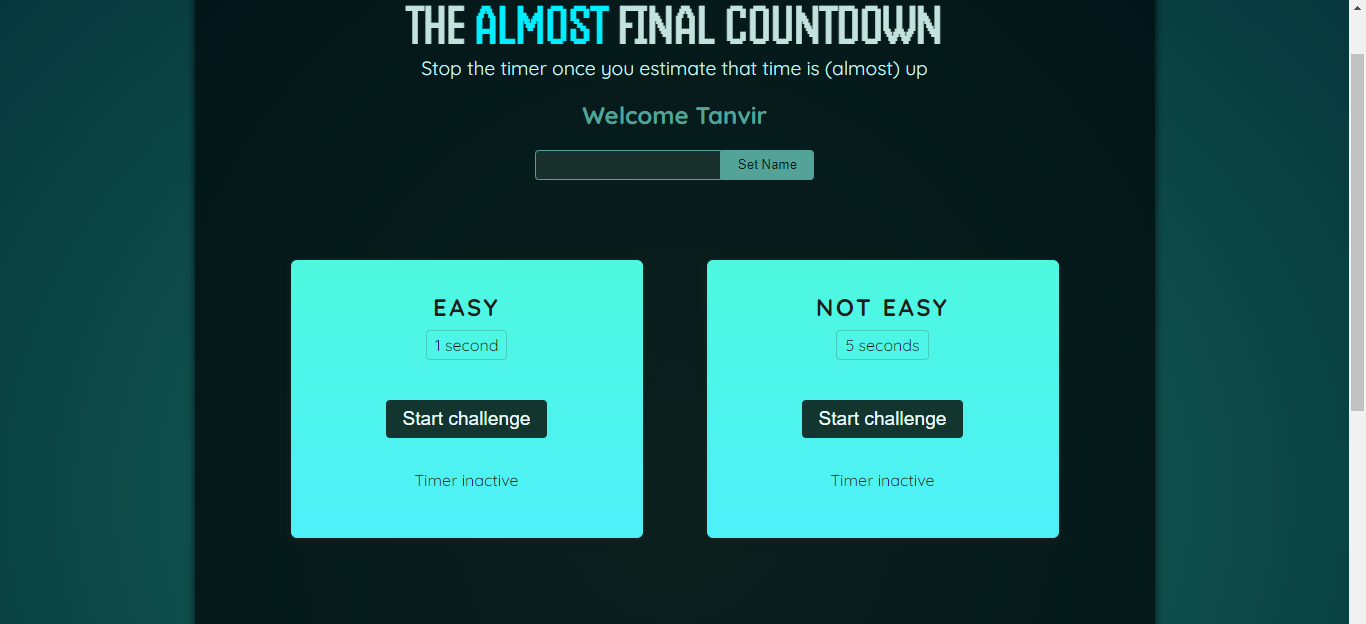 THE ALMOST FINAL COUNTDOWN
Stop the timer once you estimate that time is (almost) up
Welcome Tanvir
Set Name
EASY
1 second
Start challenge
Timer inactive
NOT EASY
5 seconds
Start challenge
Timer inactive